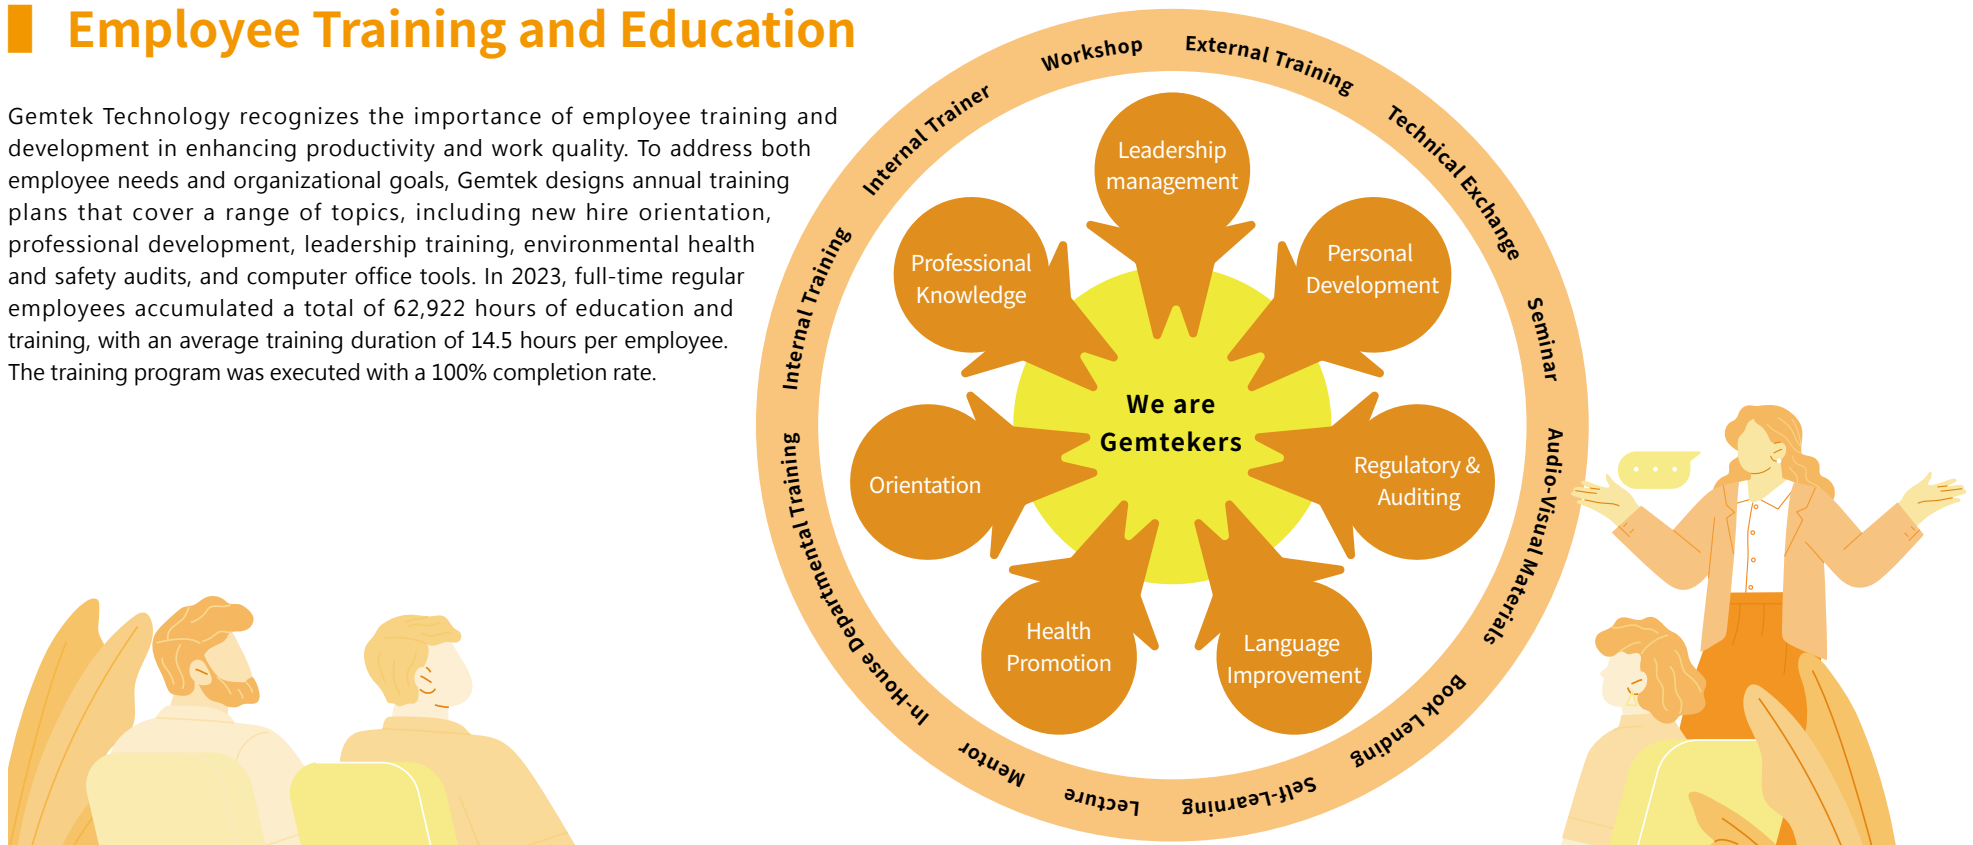 Employee Training and Education
Gemtek Technology recognizes the importance of employee training and
development in enhancing productivity and work quality. To address both
employee needs and organizational goals, Gemtek designs annual training
plans that cover a range of topics, including new hire orientation,
professional development, leadership training, environmental health
and safety audits, and computer office tools. In 2023, full-time regular
employees accumulated a total of 62,922 hours of education and
training, with an average training duration of 14.5 hours per employee.
The training program was executed with a 100% completion rate.
Workshop
External Training
Technical Exchange
Seminar
Audio-Visual Materials
Book Lending
Self-Learning
Lecture
Mentor
In-House Departmental Training
Internal Training
Internal Trainer
Leadership
management
Personal
Development
Regulatory &
Auditing
Language
Improvement
Health
Promotion
Orientation
Professional
Knowledge
We are
Gemtekers